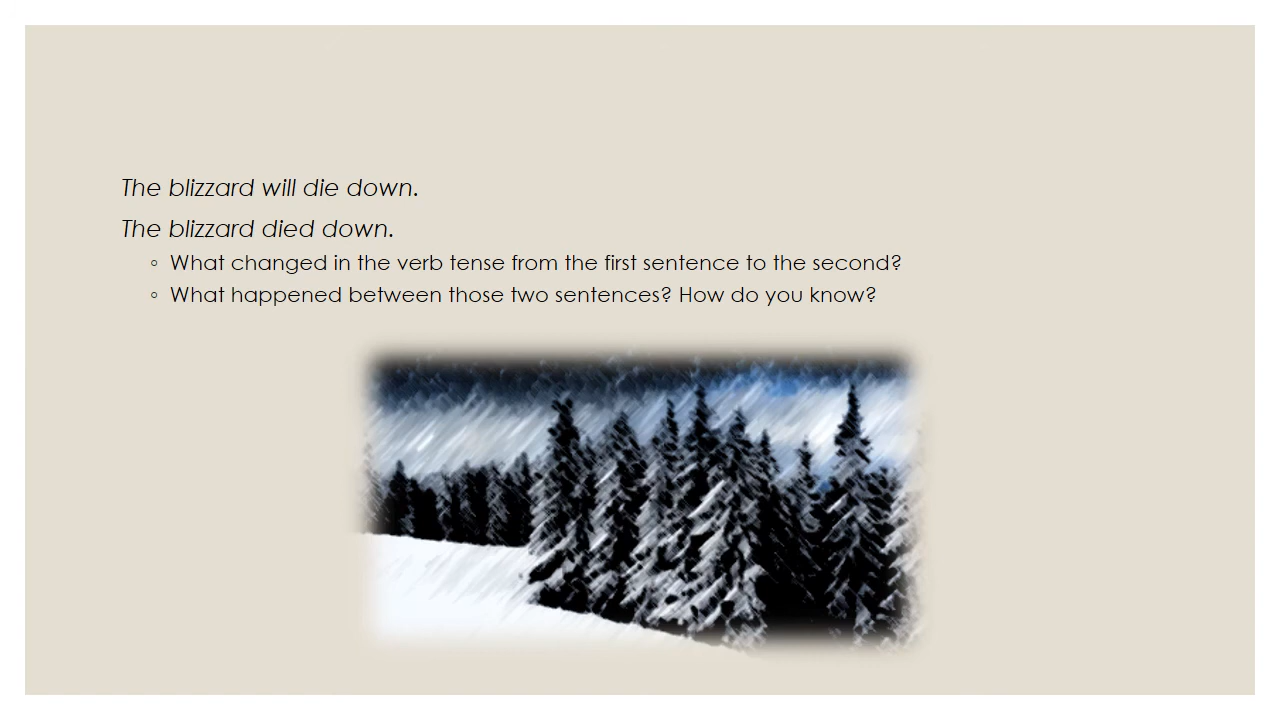 The blizzard will die down.
The blizzard died down.
◦ What changed in the verb tense from the first sentence to the second?
◦ What happened between those two sentences? How do you know?